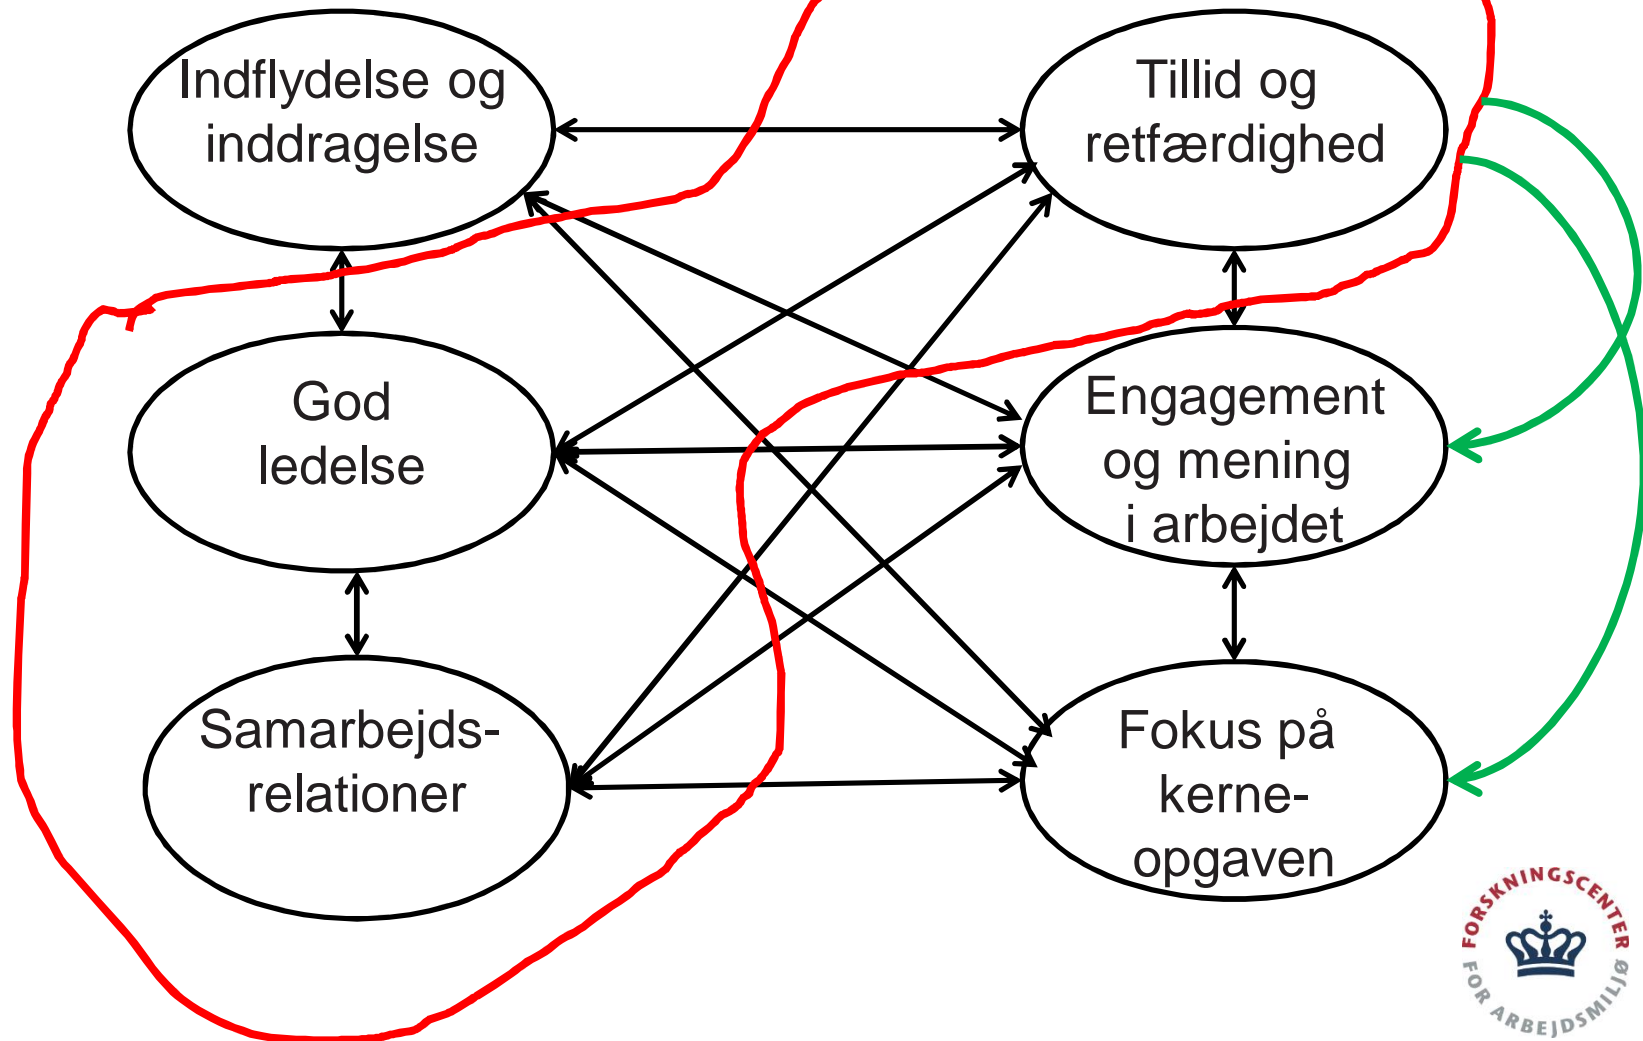 Indflydelse og
inddragelse
Tillid og
retfærdighed
God
ledelse
Engagement
og mening
i arbejdet
Samarbejds-
relationer
Fokus på
kerne-
opgaven
FORSKNINGSCENTER
FOR ARBEJDSMILJØ